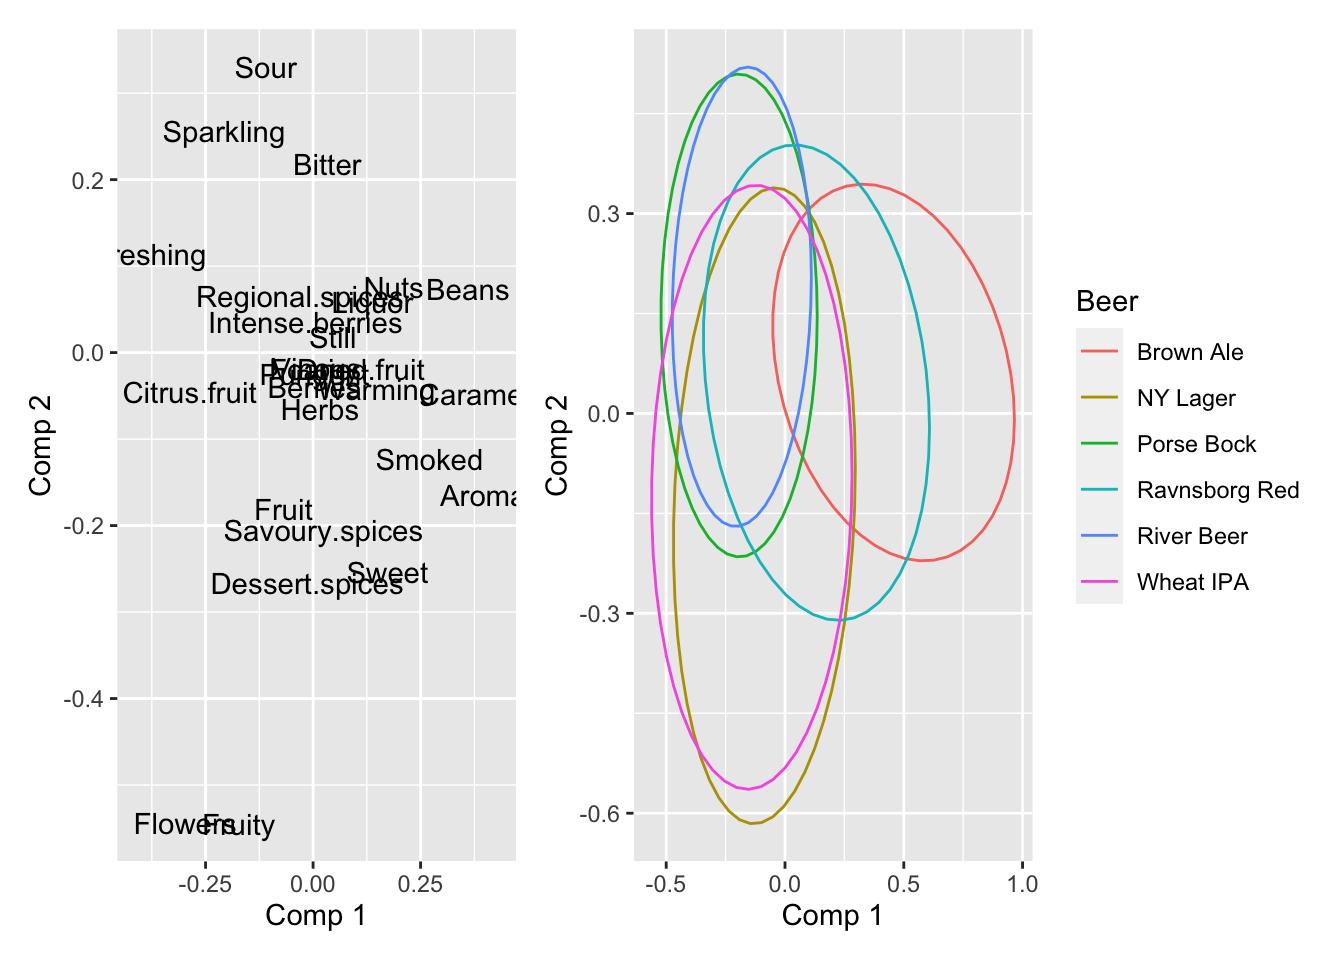 Sour
Sparkling
Bitter
0.2
reshing
Nuts
Beans
Regional.spices
Liquor
Intense.berries
Still
0.0
Dried.fruit
Berries
Warming
Citrus.fruit
Carame
Herbs
Smoked
Aroma
Fruit
-0.2
Savoury.spices
Sweet
Dessert.spices
-0.4
Flowers
Fruity
-0.25 0.00 0.25
Comp 1
Comp 2
0.3
0.0
-0.3
-0.6
-0.5 0.0 0.5 1.0
Comp 1
Comp 2
Beer
Brown Ale
NY Lager
Porse Bock
Ravnsborg Red
River Beer
Wheat IPA